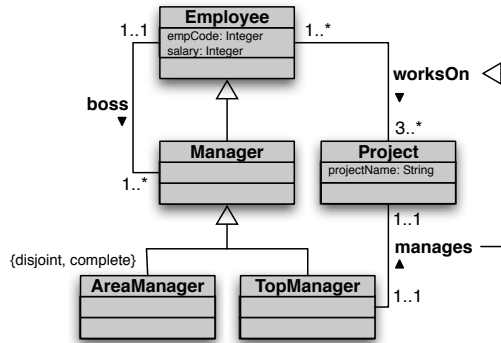 Employee
empCode: Integer
salary: Integer
1..1
1..*
boss
worksOn
3..*
Manager
Project
projectName: String
1..*
1..1
{disjoint, complete}
manages
AreaManager
TopManager
1..1